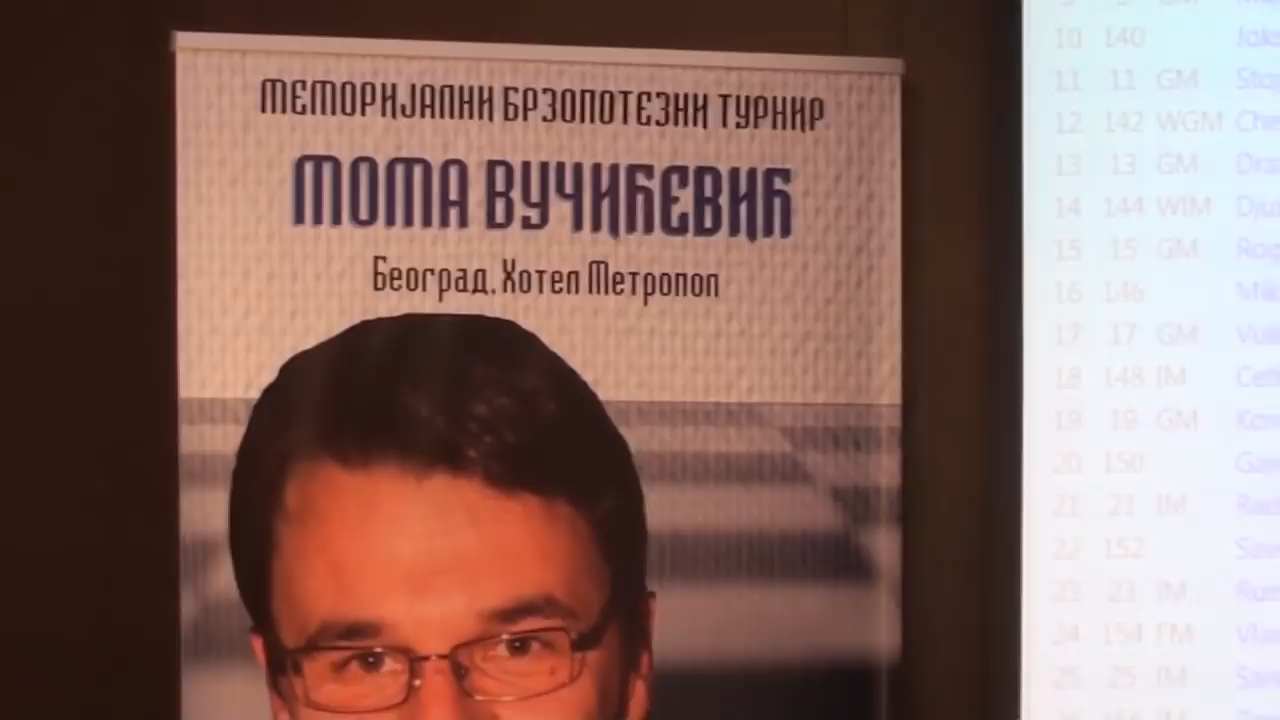 МЕМОРИЈАЛНИ БРЗОПОТЕЗНИ ТУРНИР
МОМА ВУЧИЋЕВИЋ
Београд, Хотел Метропол
10 140
11 11 GM
12 142 WGM
13 13 GM
14 144 WIM
15 15 GM
16 146
17 17 GM
18 148 IM
19 19 GM
20 150
21 21 IM
22 152
23 23 IM
24 154 FM
25 25 IM